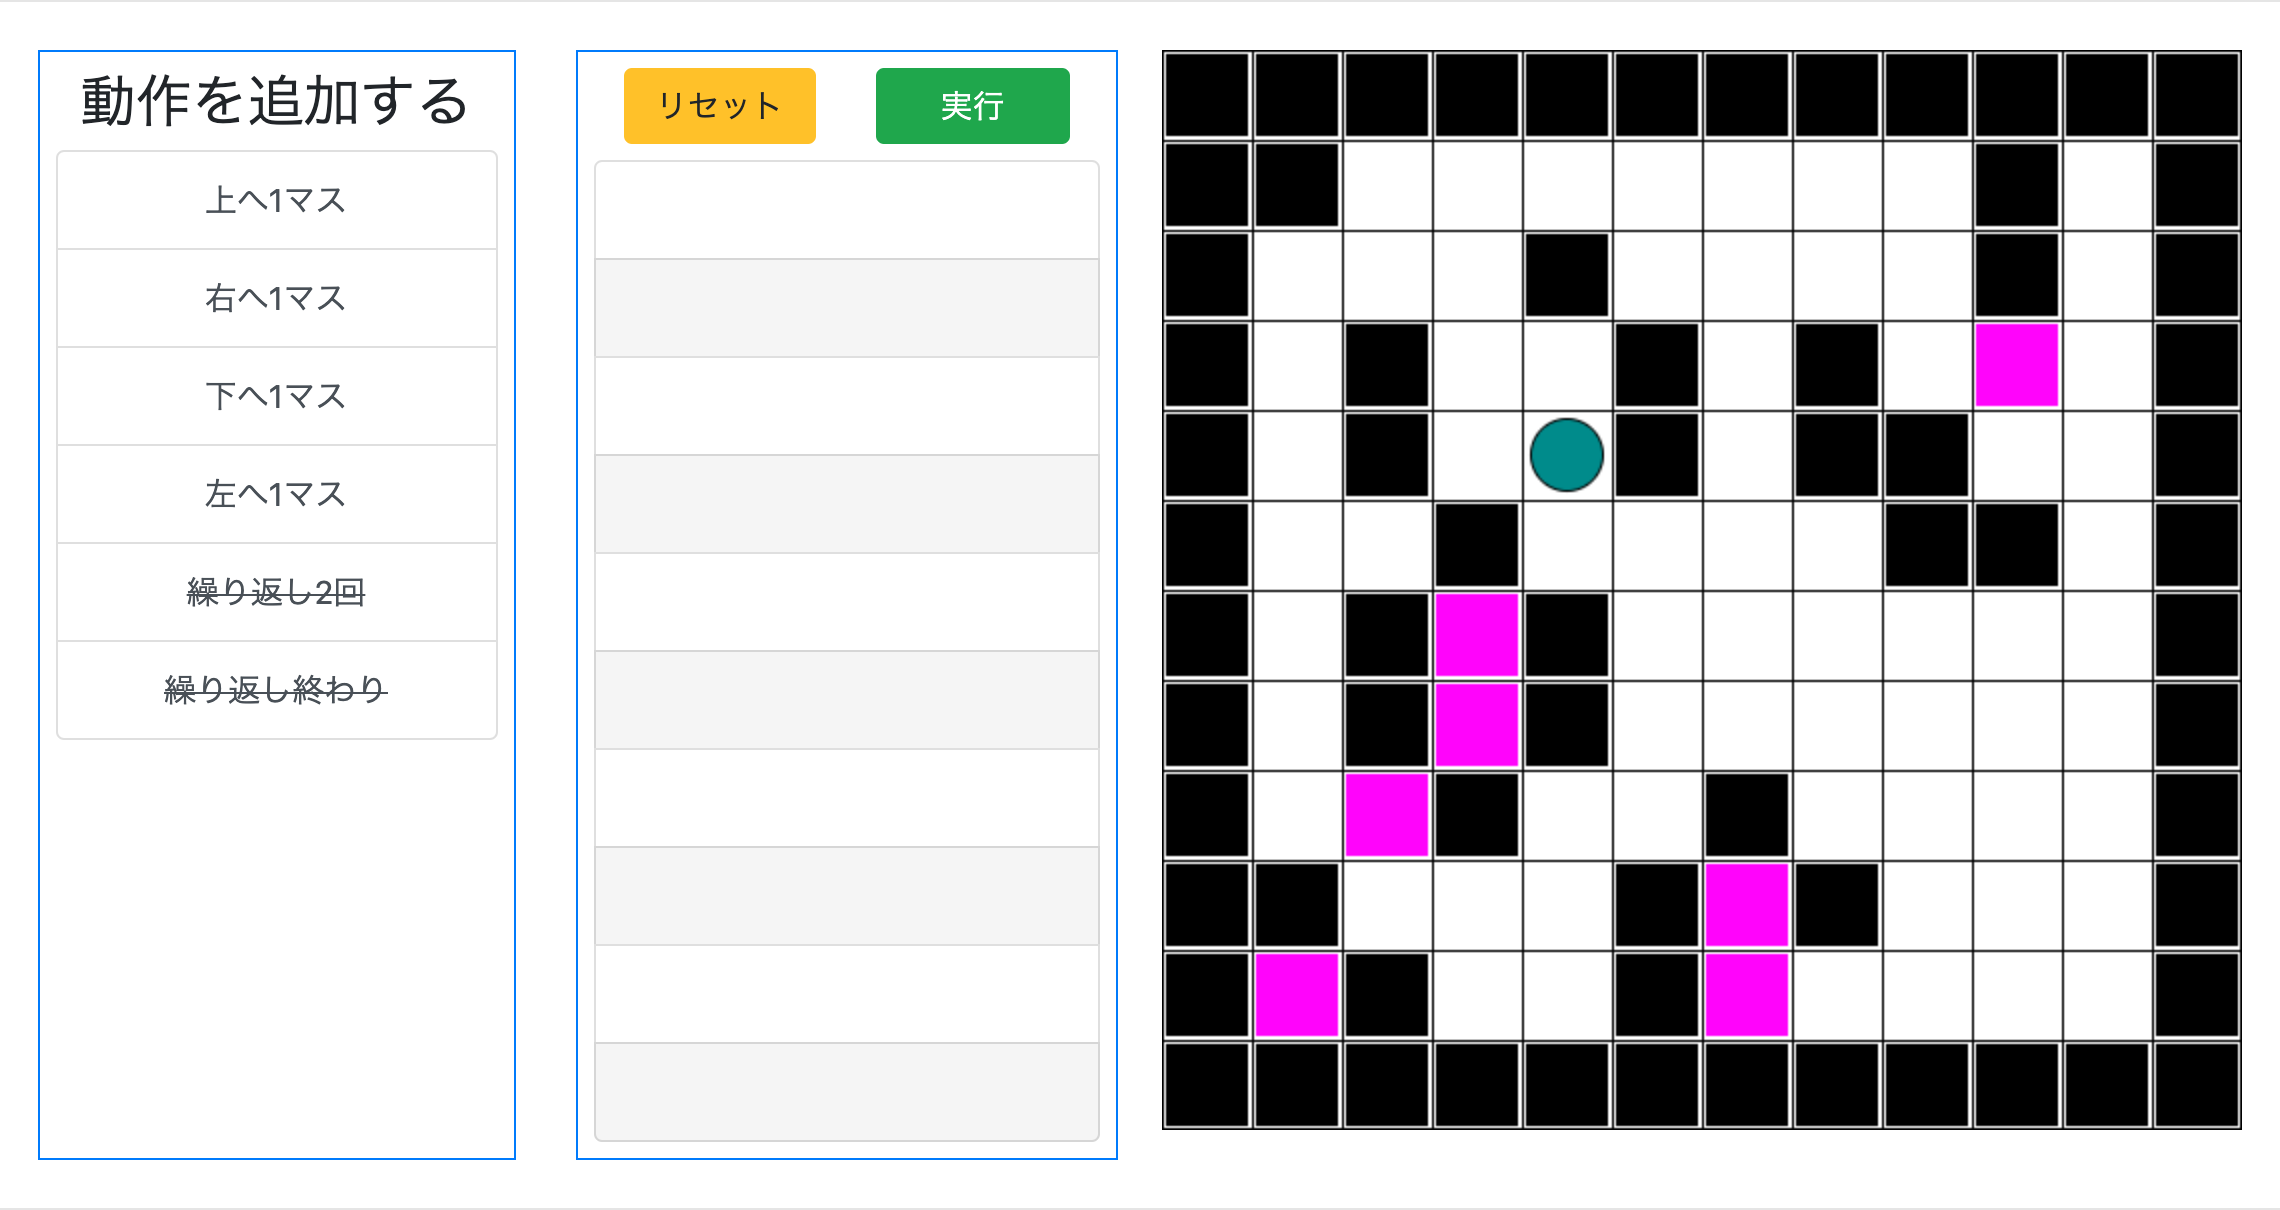 動作を追加する
上へ1マス
右へ1マス
下へ1マス
左へ1マス
繰り返し2回
繰り返し終わり
リセット
実行